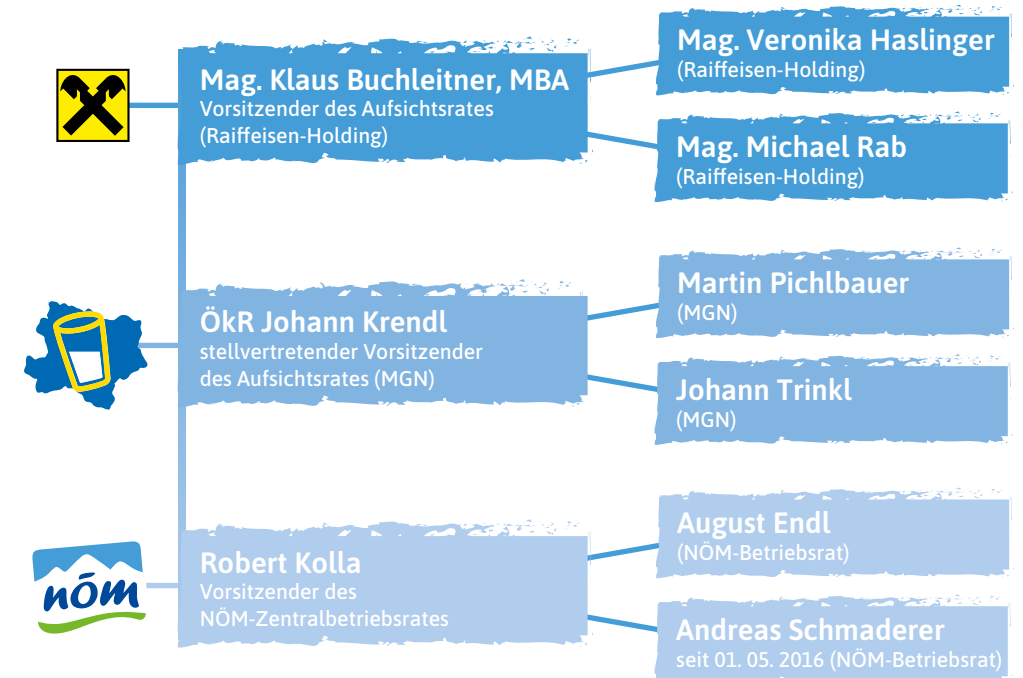 Mag. Klaus Buchleitner, MBA
Vorsitzender des Aufsichtsrates
(Raiffeisen-Holding)
Mag. Veronika Haslinger
(Raiffeisen-Holding)
Mag. Michael Rab
(Raiffeisen-Holding)
ÖkR Johann Krendl
stellvertretender Vorsitzender
des Aufsichtsrates (MGN)
Martin Pichlbauer
(MGN)
Johann Trinkl
(MGN)
nöm
Robert Kolla
Vorsitzender des
NÖM-Zentralbetriebsrates
August Endl
(NÖM-Betriebsrat)
Andreas Schmaderer
seit 01. 05. 2016 (NÖM-Betriebsrat)